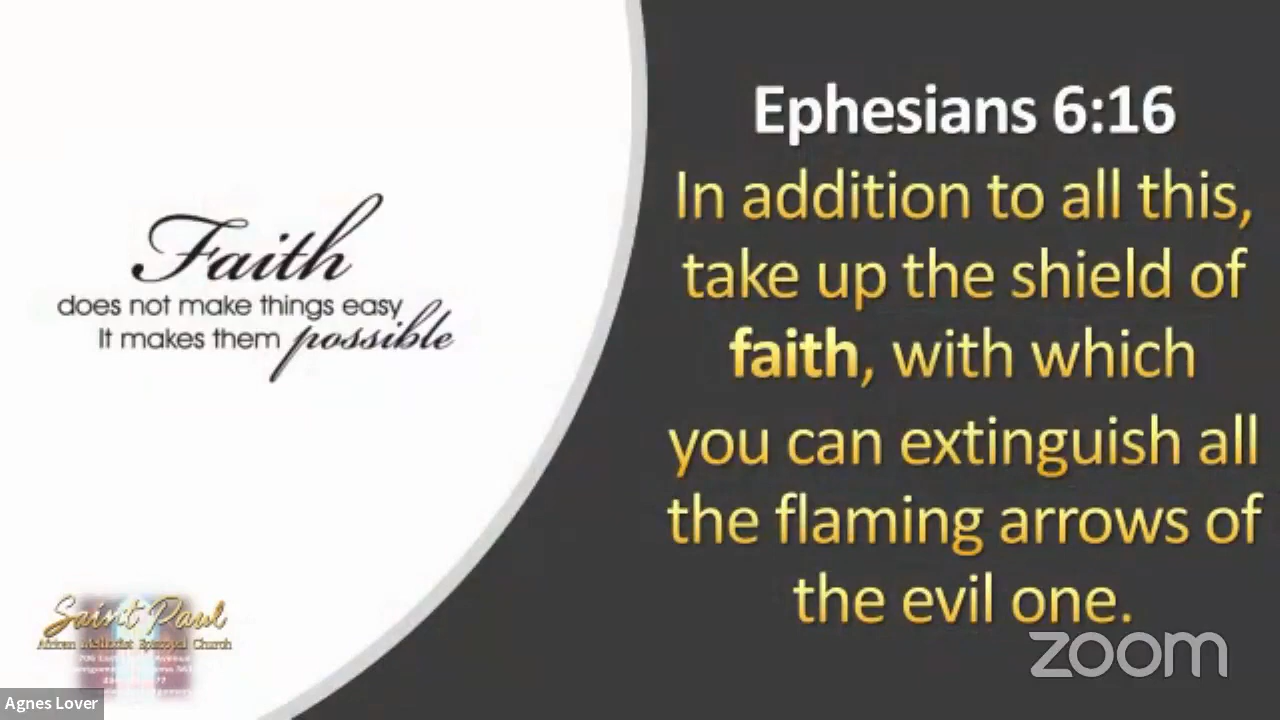 Faith
does not make things easy
It makes them possible
Ephesians 6:16
In addition to all this,
take up the shield of
faith, with which
you can extinguish all
the flaming arrows of
the evil one.
Saint Paul
African Methodist Episcopal Church
zoom
Agnes Lover